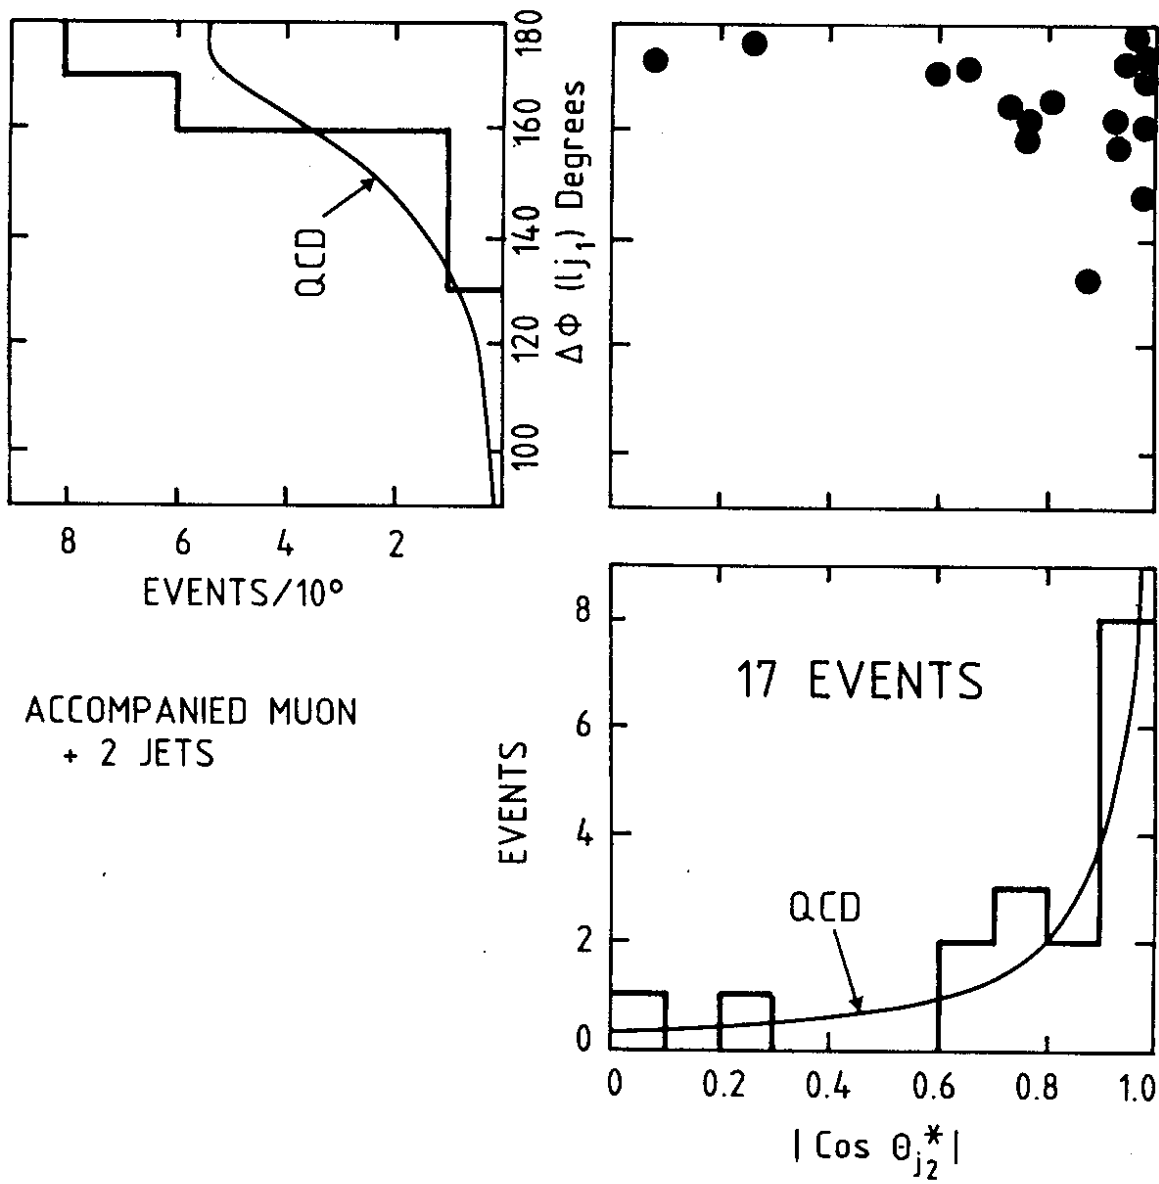 180
160
140
120
100
ΔΦ (lj₁) Degrees
QCD
8 6 4 2
EVENTS/10°
ACCOMPANIED MUON
+ 2 JETS
17 EVENTS
QCD
8
6
4
2
0
EVENTS
0 0.2 0.4 0.6 0.8 1.0
| Cos θ*j₂ |